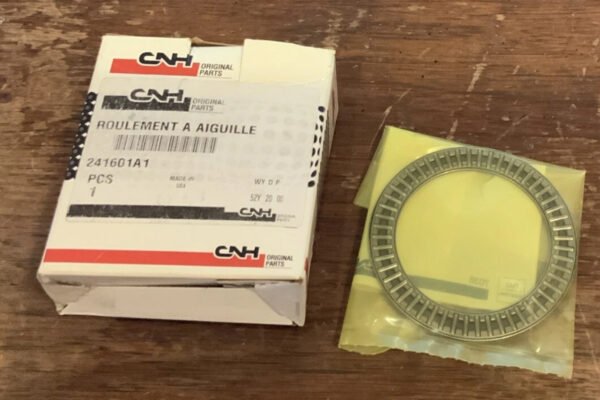 CNH ORIGINAL
PARTS
CNH ORIGINAL
PARTS
ROULEMENT A AIGUILLE
241601A1
PCS
1
MADE IN
USA
WY D P
52Y 20 00
CNH ORIGINAL
PARTS
CNH ORIGINAL
PARTS